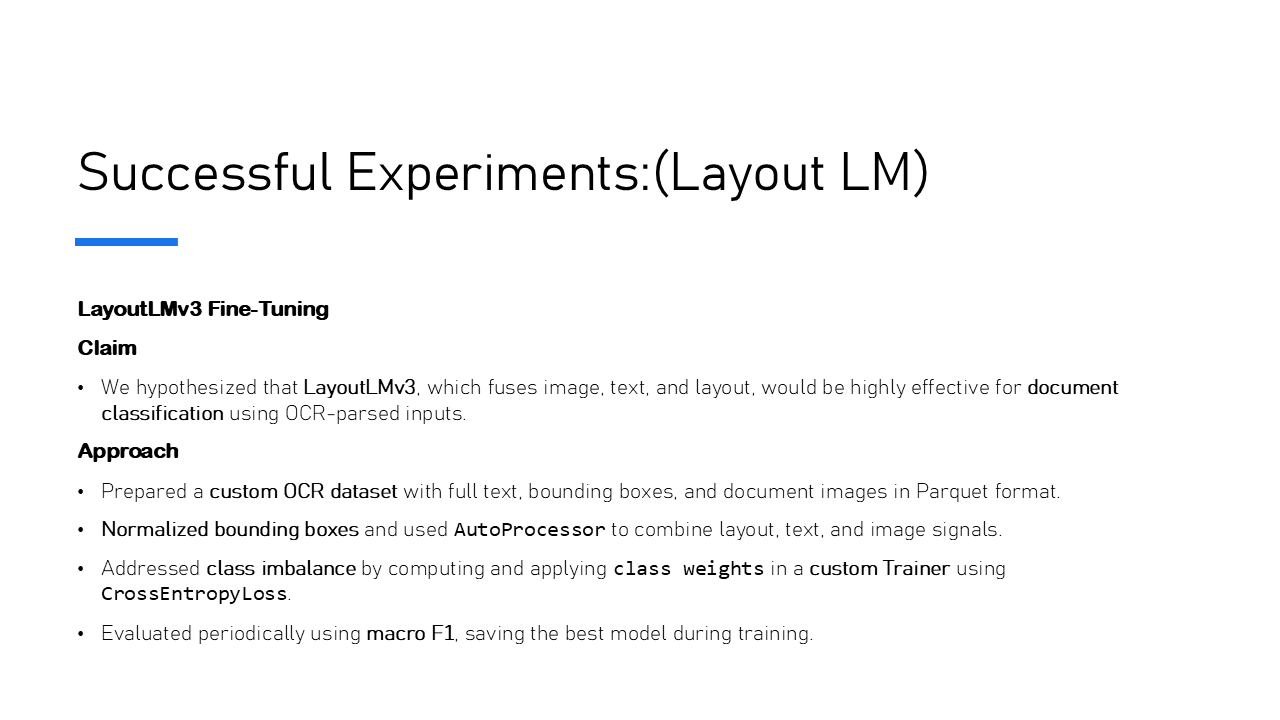 Successful Experiments:(Layout LM)
LayoutLMv3 Fine-Tuning
Claim
• We hypothesized that LayoutLMv3, which fuses image, text, and layout, would be highly effective for document
classification using OCR-parsed inputs.
Approach
• Prepared a custom OCR dataset with full text, bounding boxes, and document images in Parquet format.
• Normalized bounding boxes and used AutoProcessor to combine layout, text, and image signals.
• Addressed class imbalance by computing and applying class weights in a custom Trainer using
CrossEntropyLoss.
• Evaluated periodically using macro F1, saving the best model during training.